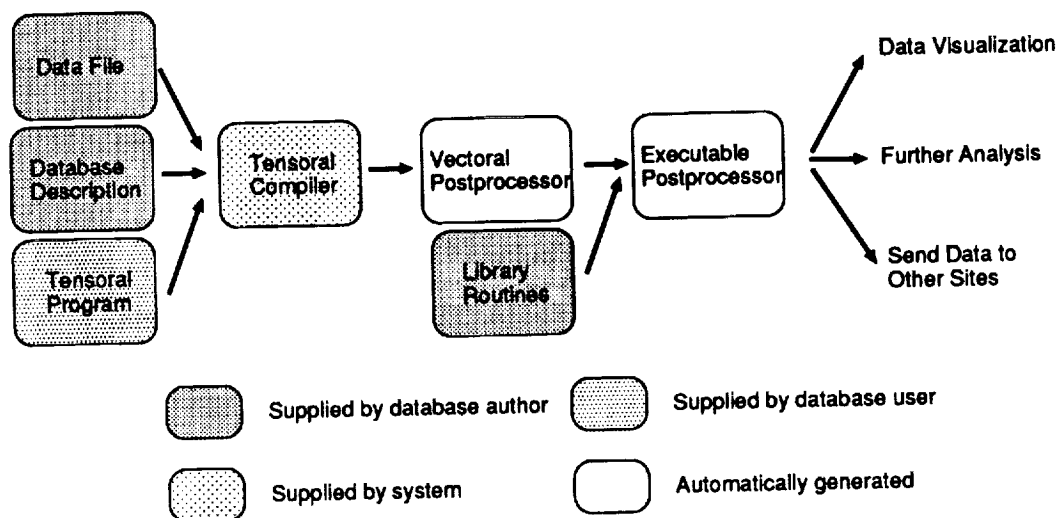 Data File
Database
Description
Tensoral
Program
Tensoral
Compiler
Vectoral
Postprocessor
Library
Routines
Executable
Postprocessor
Data Visualization
Further Analysis
Send Data to
Other Sites
Supplied by database author
Supplied by database user
Supplied by system
Automatically generated